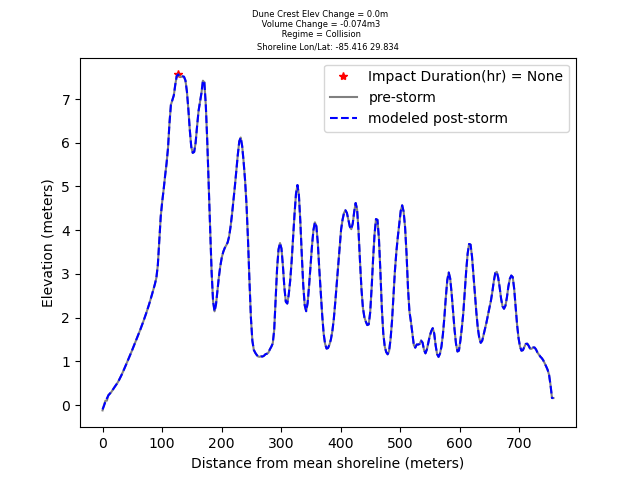 Dune Crest Elev Change = 0.0m
Volume Change = -0.074m3
Regime = Collision
Shoreline Lon/Lat: -85.416 29.834
Impact Duration(hr) = None
pre-storm
modeled post-storm
7
6
5
4
3
2
1
0
Elevation (meters)
0 100 200 300 400 500 600 700
Distance from mean shoreline (meters)